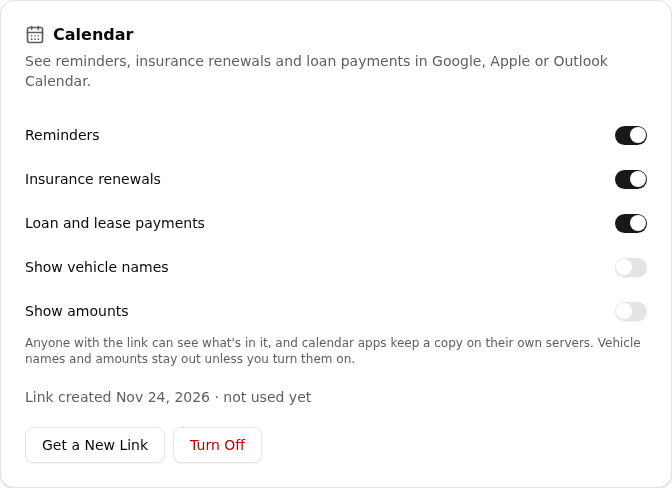 Calendar
See reminders, insurance renewals and loan payments in Google, Apple or Outlook
Calendar.
Reminders
Insurance renewals
Loan and lease payments
Show vehicle names
Show amounts
Anyone with the link can see what's in it, and calendar apps keep a copy on their own servers. Vehicle
names and amounts stay out unless you turn them on.
Link created Nov 24, 2026 · not used yet
Get a New Link
Turn Off